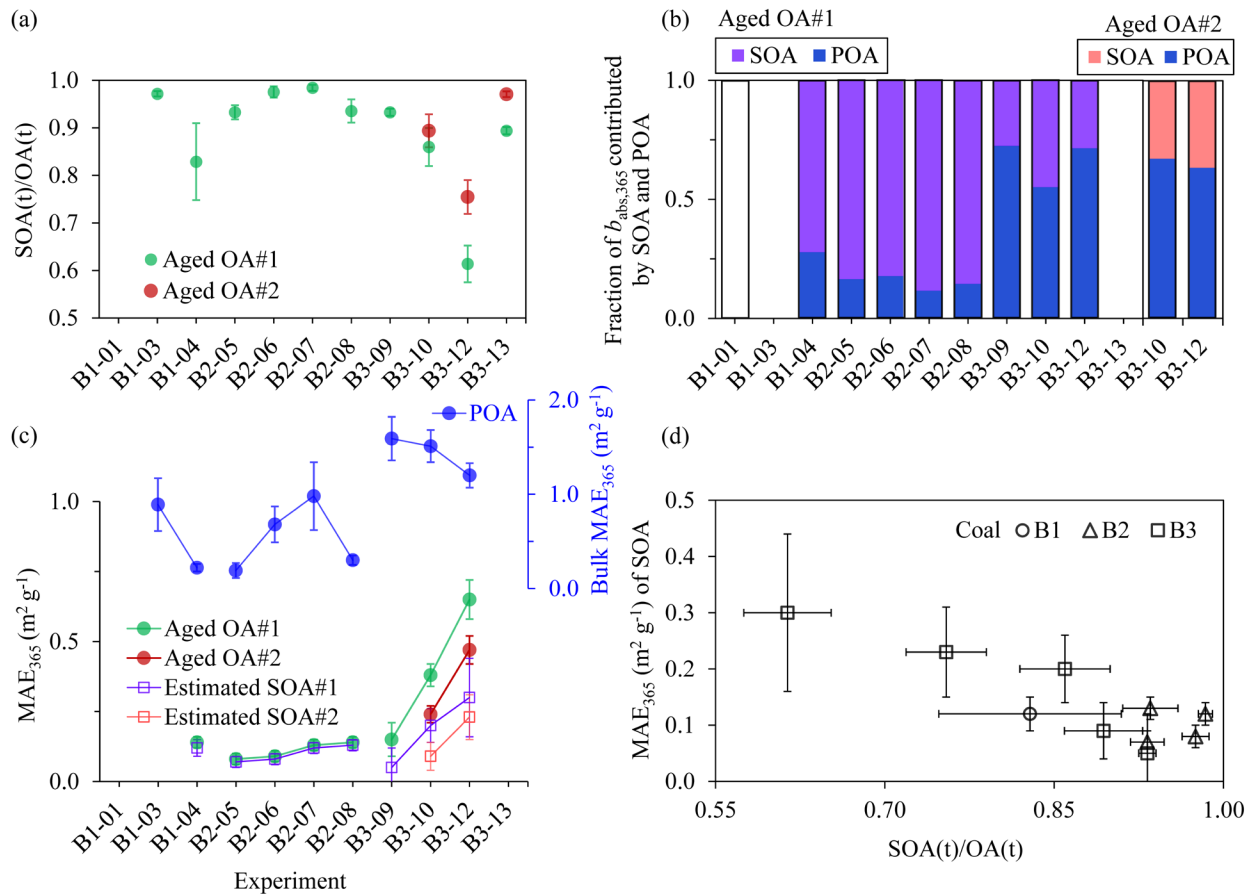 (a)
SOA(t)/OA(t)
1.0
0.9
0.8
0.7
0.6
0.5
Aged OA#1
Aged OA#2
B1-01
B1-03
B1-04
B2-05
B2-06
B2-07
B2-08
B3-09
B3-10
B3-12
B3-13
(b)
Aged OA#1
SOA POA
Aged OA#2
SOA POA
Fraction of b abs,365 contributed
by SOA and POA
1.0
0.5
0.0
B1-01
B1-03
B1-04
B2-05
B2-06
B2-07
B2-08
B3-09
B3-10
B3-12
B3-13
B3-10
B3-12
(c)
POA
2.0
1.0
0.0
Bulk MAE365 (m2 g-1)
MAE365 (m2 g-1)
1.0
0.5
0.0
Aged OA#1
Aged OA#2
Estimated SOA#1
Estimated SOA#2
B1-01
B1-03
B1-04
B2-05
B2-06
B2-07
B2-08
B3-09
B3-10
B3-12
B3-13
Experiment
(d)
MAE365 (m2 g-1) of SOA
0.5
0.4
0.3
0.2
0.1
0.0
Coal B1 B2 B3
0.55 0.70 0.85 1.00
SOA(t)/OA(t)